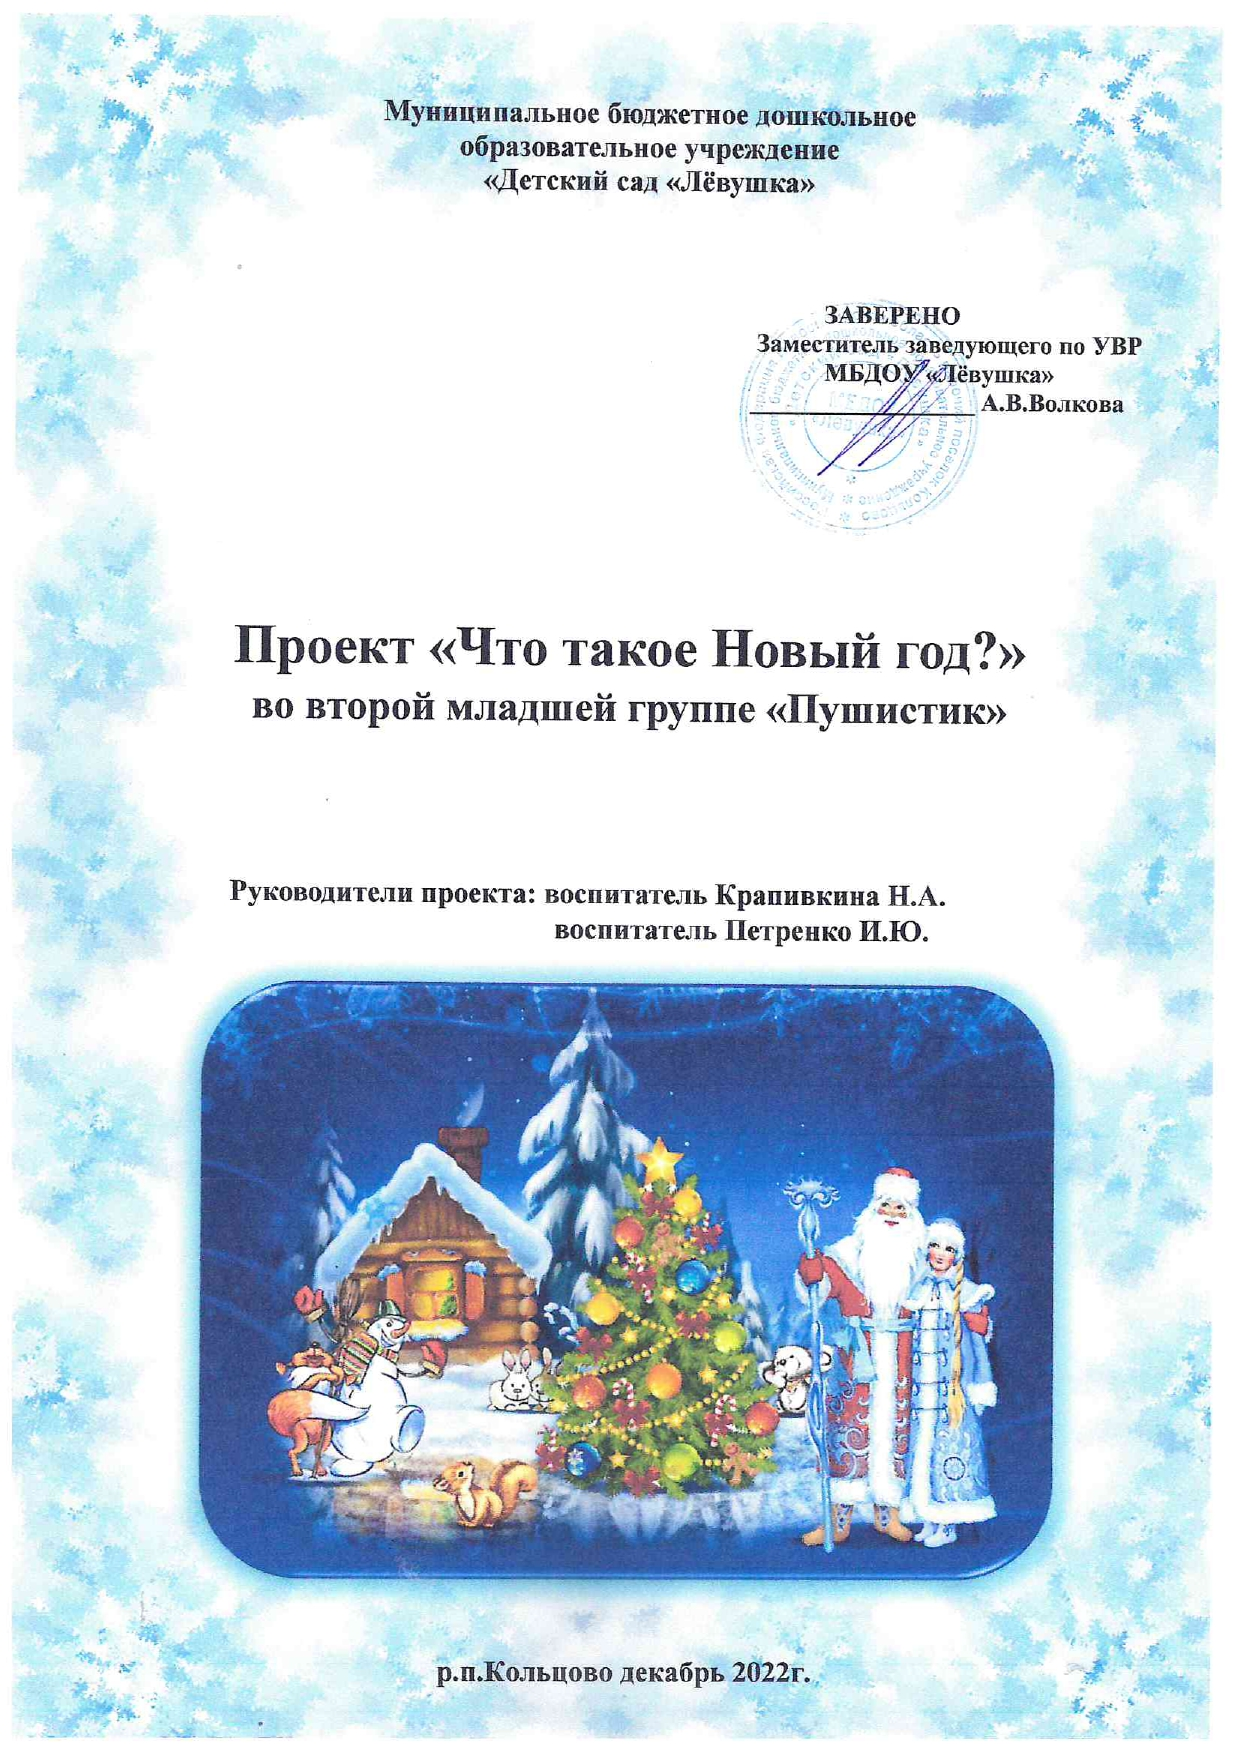 Муниципальное бюджетное дошкольное
образовательное учреждение
«Детский сад «Лёвушка»
ЗАВЕРЕНО
Заместитель заведующего по УВР
МБДОУ «Лёвушка»
А.В.Волкова
Проект «Что такое Новый год?»
во второй младшей группе «Пушистик»
Руководители проекта: воспитатель Крапивкина Н.А.
воспитатель Петренко И.Ю.
р.п.Кольцово декабрь 2022г.